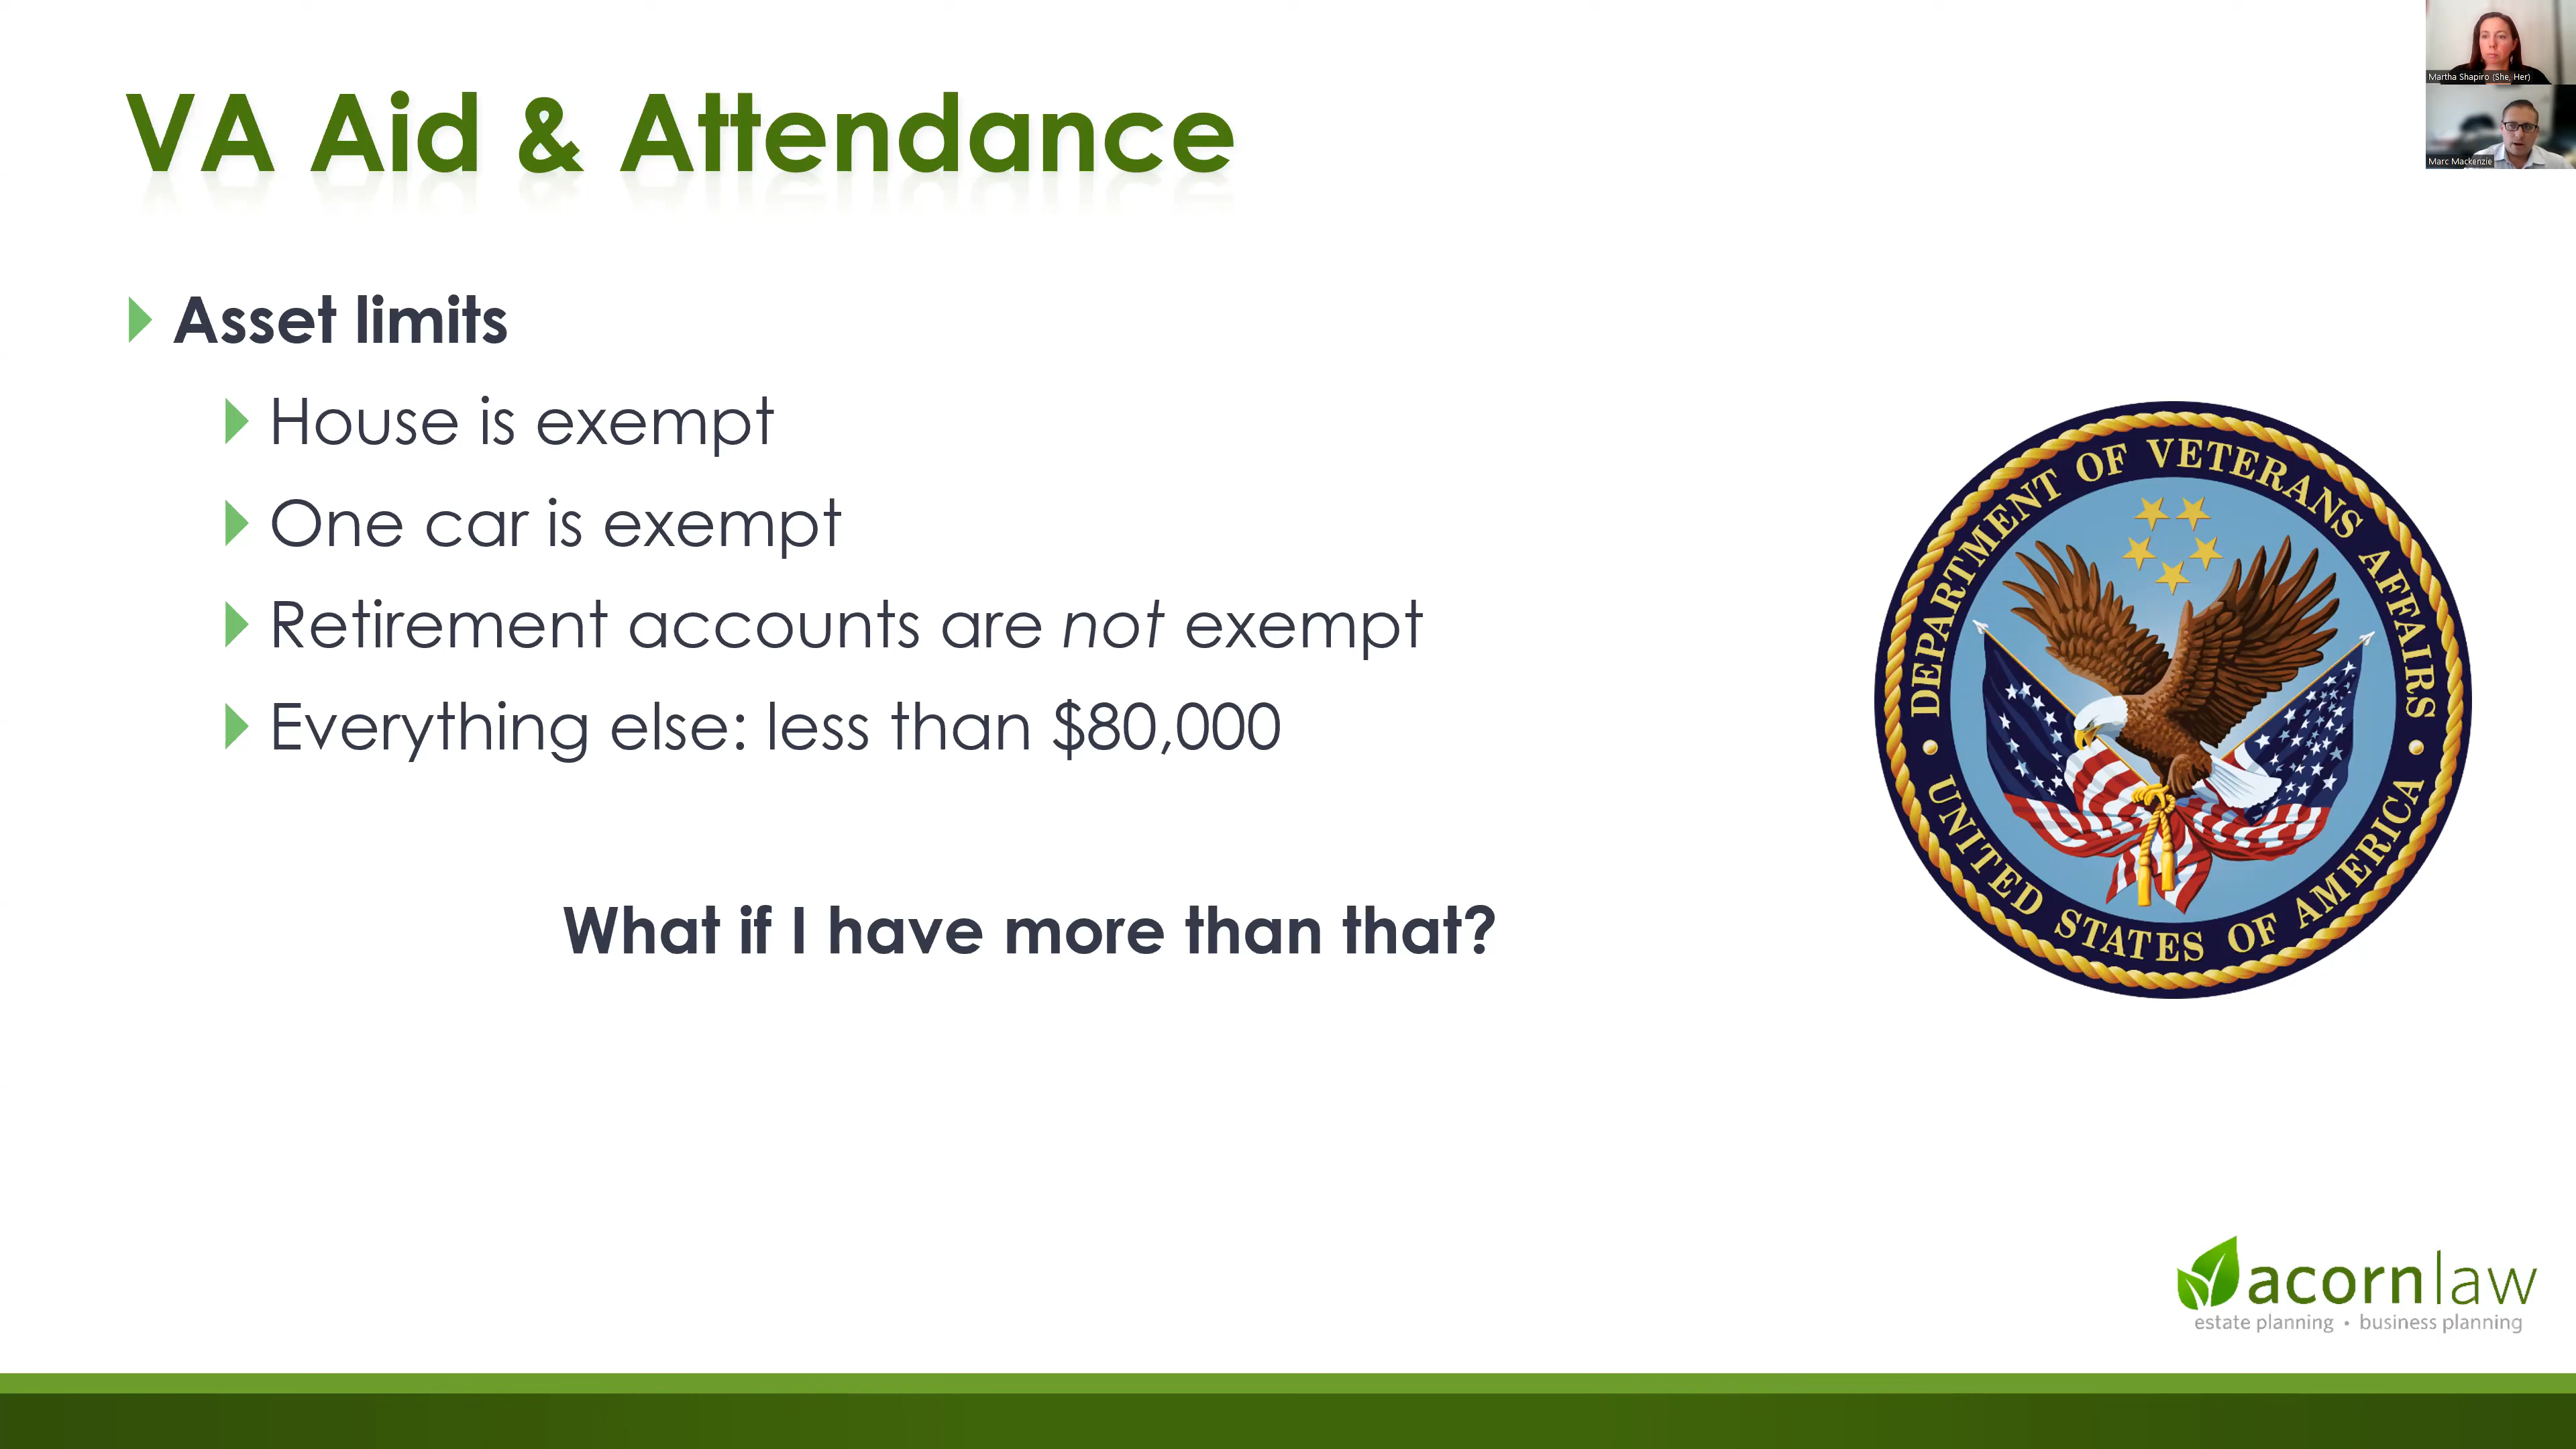 VA Aid & Attendance
Martha Shapiro (She, Her)
Marc Mackenzie
Asset limits
House is exempt
One car is exempt
Retirement accounts are not exempt
Everything else: less than $80,000
What if I have more than that?
DEPARTMENT OF VETERANS AFFAIRS
UNITED STATES OF AMERICA
acornlaw
estate planning • business planning